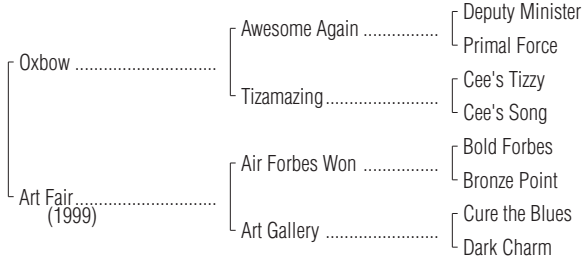 Deputy Minister
Awesome Again ................
Primal Force
Oxbow ..............................
Cee's Tizzy
Tizamazing........................
Cee's Song
Bold Forbes
Air Forbes Won ................
Bronze Point
Art Fair..............................
(1999)
Cure the Blues
Art Gallery ........................
Dark Charm